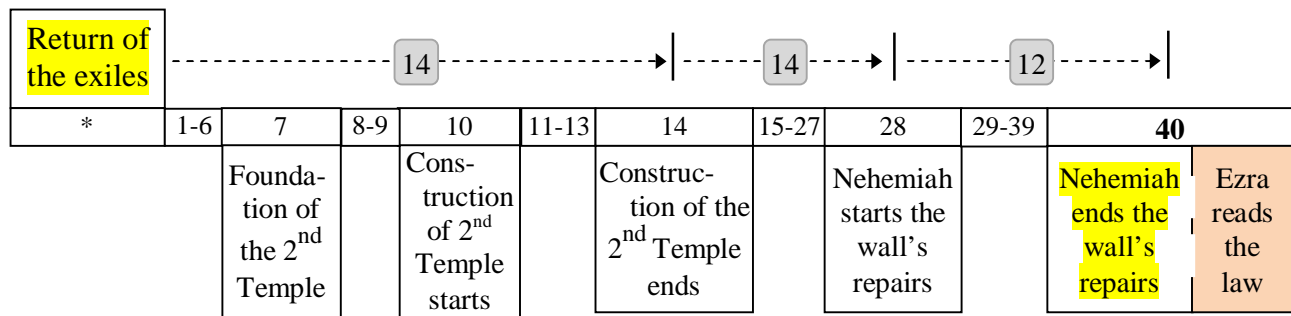 Return of
the exiles
14
14
12
*
1-6
7
8-9
10
11-13
14
15-27
28
29-39
40
Founda-
tion of
the 2nd
Temple
Cons-
truction
of 2nd
Temple
starts
Construc-
tion of the
2nd Temple
ends
Nehemiah
starts the
wall's
repairs
Nehemiah
ends the
wall's
repairs
Ezra
reads
the
law